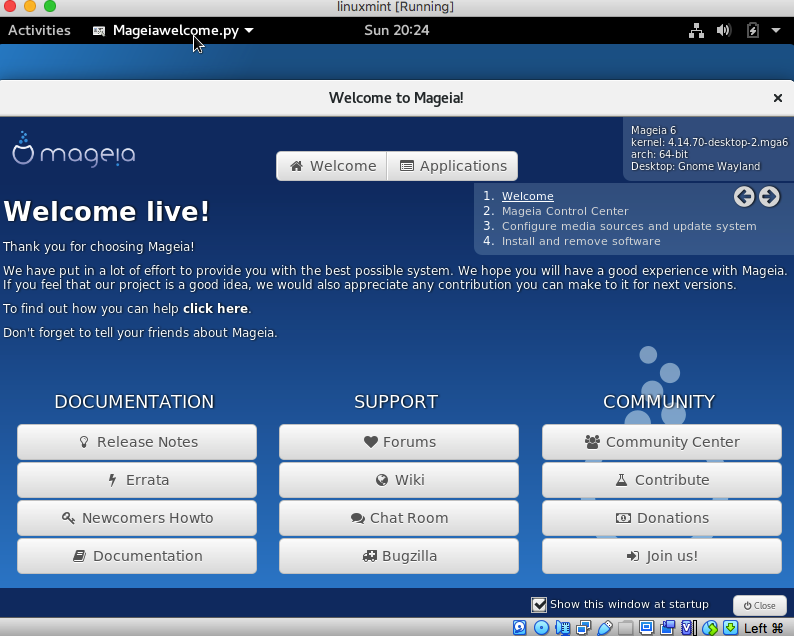 linuxmint [Running]
Activities Mageiawelcome.py Sun 20:24
Welcome to Mageia!
mageia
Welcome Applications
Mageia 6
kernel: 4.14.70-desktop-2.mga6
arch: 64-bit
Desktop: Gnome Wayland
1. Welcome
2. Mageia Control Center
3. Configure media sources and update system
4. Install and remove software
Welcome live!
Thank you for choosing Mageia!
We have put in a lot of effort to provide you with the best possible system. We hope you will have a good experience with Mageia.
If you feel that our project is a good idea, we would also appreciate any contribution you can make to it for next versions.
To find out how you can help click here.
Don't forget to tell your friends about Mageia.
DOCUMENTATION
Release Notes
Errata
Newcomers Howto
Documentation
SUPPORT
Forums
Wiki
Chat Room
Bugzilla
COMMUNITY
Community Center
Contribute
Donations
Join us!
Show this window at startup
Close
Left ⌘